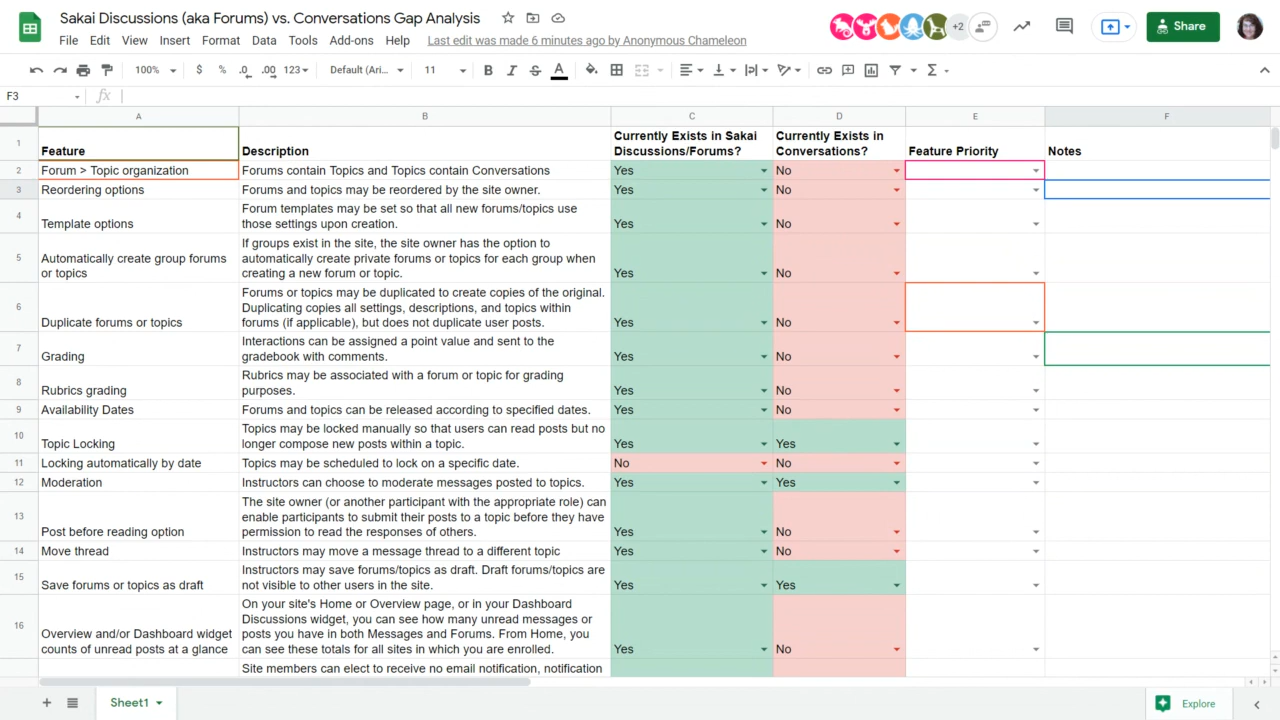 Sakai Discussions (aka Forums) vs. Conversations Gap Analysis
File Edit Insert Format Data Tools Add-ons Help Last edit was made 6 minutes ago by Anonymous Chameleon
+2
Share
100% $ % .0 .00 123 Default (Ari... 11 B I S A
F3 fx
A B C D E F
1 Feature Description Currently Exists in Sakai Discussions/Forums? Currently Exists in Conversations? Feature Priority Notes
2 Forum > Topic organization Forums contain Topics and Topics contain Conversations Yes No
3 Reordering options Forums and topics may be reordered by the site owner. Yes No
4 Template options Forum templates may be set so that all new forums/topics use
those settings upon creation. Yes No
5 Automatically create group forums
or topics If groups exist in the site, the site owner has the option to
automatically create private forums or topics for each group when
creating a new forum or topic. Yes No
6 Duplicate forums or topics Forums or topics may be duplicated to create copies of the original.
Duplicating copies all settings, descriptions, and topics within
forums (if applicable), but does not duplicate user posts. Yes No
7 Grading Interactions can be assigned a point value and sent to the
gradebook with comments. Yes No
8 Rubrics grading Rubrics may be associated with a forum or topic for grading
purposes. Yes No
9 Availability Dates Forums and topics can be released according to specified dates. Yes No
10 Topic Locking Topics may be locked manually so that users can read posts but no
longer compose new posts within a topic. Yes Yes
11 Locking automatically by date Topics may be scheduled to lock on a specific date. No No
12 Moderation Instructors can choose to moderate messages posted to topics. Yes Yes
13 Post before reading option The site owner (or another participant with the appropriate role) can
enable participants to submit their posts to a topic before they have
permission to read the responses of others. Yes No
14 Move thread Instructors may move a message thread to a different topic Yes No
15 Save forums or topics as draft Instructors may save forums/topics as draft. Draft forums/topics are
not visible to other users in the site. Yes Yes
16 Overview and/or Dashboard widget
counts of unread posts at a glance On your site's Home or Overview page, or in your Dashboard
Discussions widget, you can see how many unread messages or
posts you have in both Messages and Forums. From Home, you
can see these totals for all sites in which you are enrolled. Yes No
Site members can elect to receive no email notification, notification
Sheet1
Explore